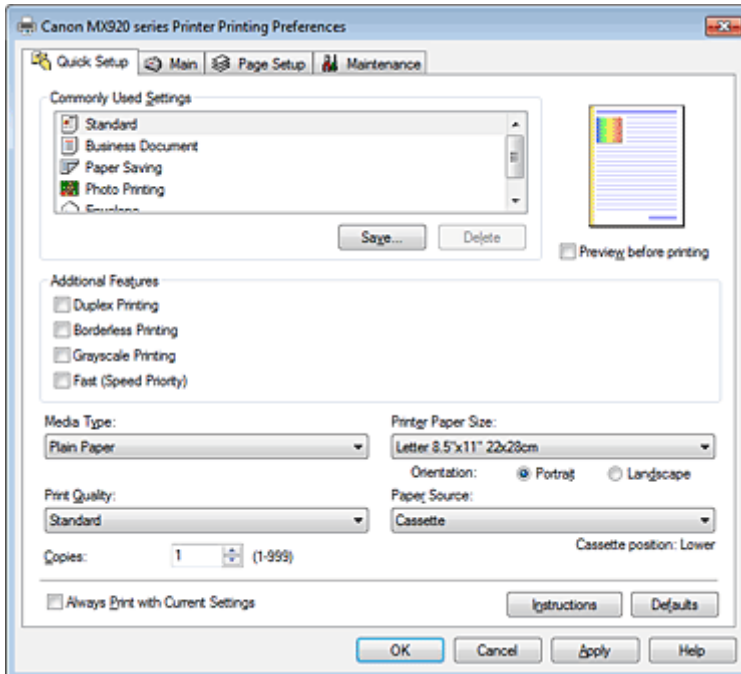 Canon MX920 series Printer Printing Preferences
Quick Setup Main Page Setup Maintenance
Commonly Used Settings
Standard
Business Document
Paper Saving
Photo Printing
Envelope
Save... Delete
Preview before printing
Additional Features
Duplex Printing
Borderless Printing
Grayscale Printing
Fast (Speed Priority)
Media Type: Printer Paper Size:
Plain Paper Letter 8.5"x11" 22x28cm
Orientation: Portrait Landscape
Print Quality: Paper Source:
Standard Cassette
Cassette position: Lower
Copies: 1 (1-999)
Always Print with Current Settings Instructions Defaults
OK Cancel Apply Help